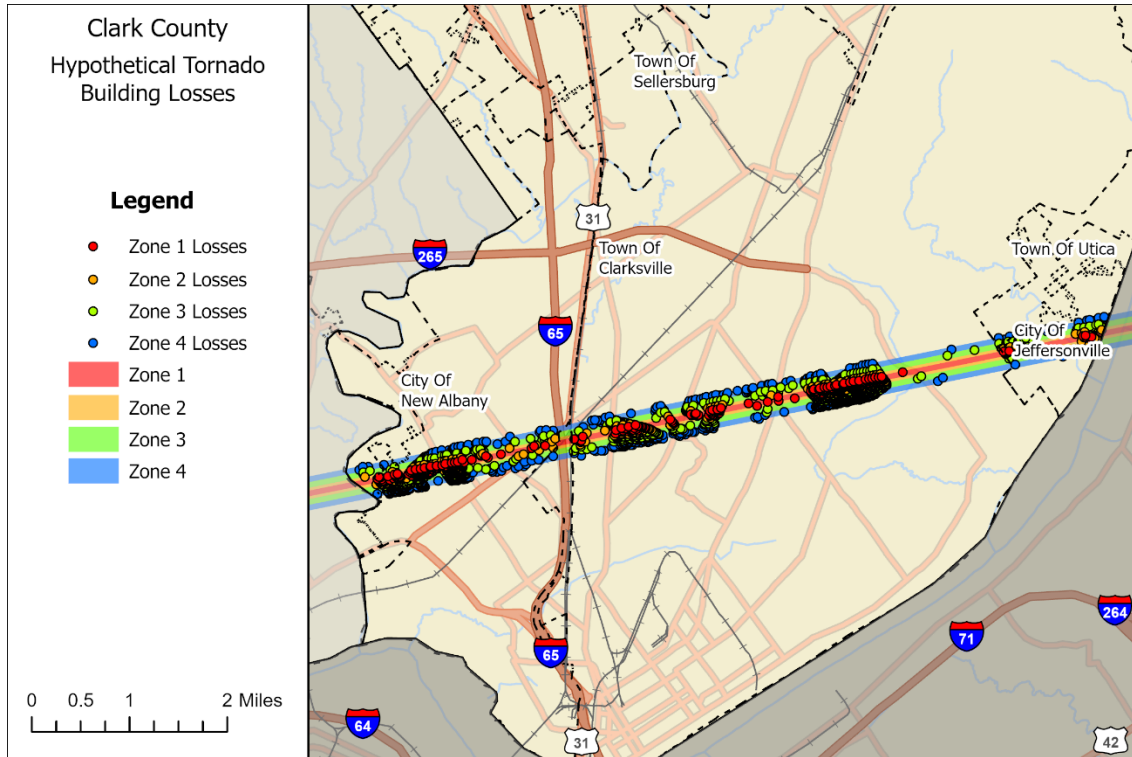 Clark County
Hypothetical Tornado
Building Losses
Legend
Zone 1 Losses
Zone 2 Losses
Zone 3 Losses
Zone 4 Losses
Zone 1
Zone 2
Zone 3
Zone 4
0 0.5 1 2 Miles
Town Of
Sellersburg
31
Town Of
Clarksville
265
Town Of Utica
65
City Of
Jeffersonville
City Of
New Albany
264
71
65
64
31
42